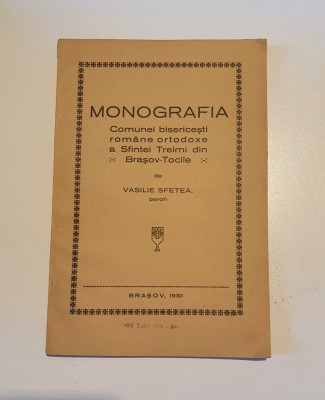 MONOGRAFIA
Comunei bisericești
române ortodoxe
a Sfintei Treimi din
Brașov-Tocile
de
VASILIE SFETEA,
paroh
BRAȘOV, 1930